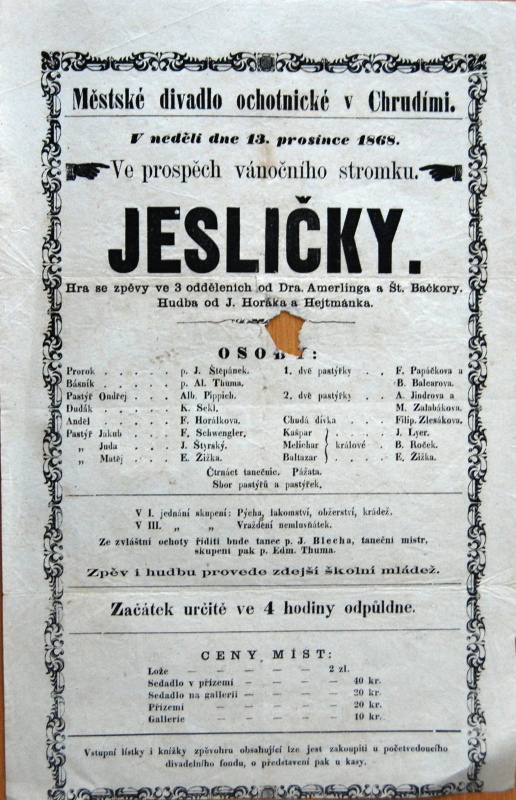 Městské divadlo ochotnické v Chrudími.
V neděli dne 13. prosince 1868.
Ve prospěch vánočního stromku.
JESLIČKY.
Hra se zpěvy ve 3 odděleních od Dra. Amerlinga a Št. Bačkory.
Hudba od J. Horáka a Hejtmánka.
OSOBY:
Prorok . . . . . p. J. Štěpánek.
Básník . . . . . p. Al. Thuma.
Pastýř Ondřej . . . Alb. Pippich.
Dudák . . . . . K. Sekl.
Anděl . . . . . F. Horálkova.
Pastýř Jakub . . . F. Schwengler.
„ Juda . . . J. Štyrský.
„ Matěj . . . E. Žižka.
1. dvě pastýřky . . F. Papáčkova a
B. Balcarova.
2. dvě pastýřky . . A. Jindrova a
M. Zalabákova.
Chudá dívka . . Filip. Zlesákova.
Kašpar } . . J. Lyer.
Melichar } králové . . B. Roček.
Baltazar } . . E. Žižka.
Čtrnáct tanečnic. Pážata.
Sbor pastýřů a pastýřek.
V I. jednání skupení: Pýcha, lakomství, obžerství, krádež.
V III. „ „ Vraždění nemluvňátek.
Ze zvláštní ochoty říditi bude tanec p. J. Blecha, taneční mistr,
skupení pak p. Edm. Thuma.
Zpěv i hudbu provede zdejší školní mládež.
Začátek určitě ve 4 hodiny odpůldne.
CENY MÍST:
Lože — — — — — 2 zl.
Sedadlo v přízemí — — — — 40 kr.
Sedadlo na gallerii — — — — 20 kr.
Přízemí — — — — 20 kr.
Gallerie — — — — 10 kr.
Vstupní lístky i knížky zpěvohru obsahující lze jest zakoupiti u početvedoucího
divadelního fondu, o představení pak u kasy.